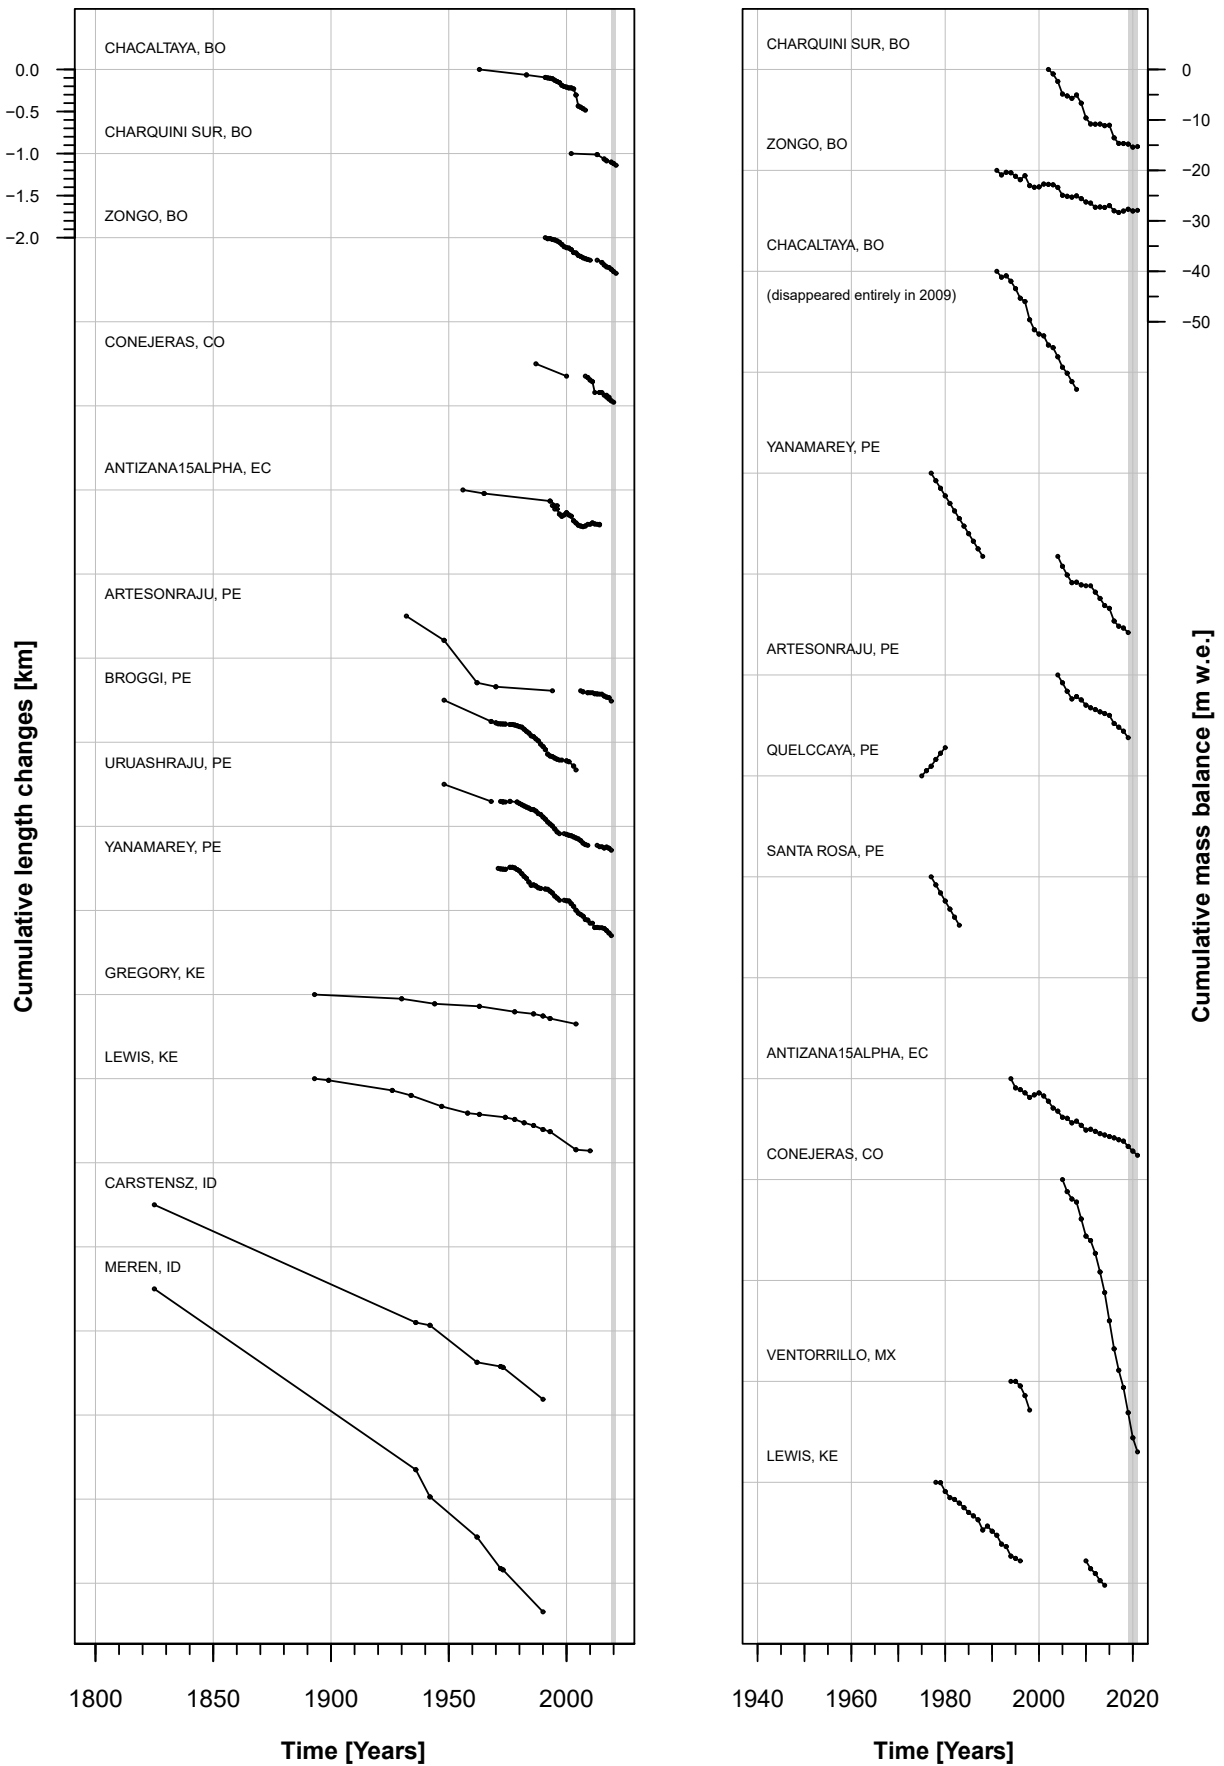 CHACALTAYA, BO
0.0
−0.5
CHARQUINI SUR, BO
−1.0
−1.5
ZONGO, BO
−2.0
CONEJERAS, CO
ANTIZANA15ALPHA, EC
ARTESONRAJU, PE
BROGGI, PE
URUASHRAJU, PE
YANAMAREY, PE
GREGORY, KE
LEWIS, KE
CARSTENSZ, ID
MEREN, ID
Cumulative length changes [km]
1800 1850 1900 1950 2000
Time [Years]
CHARQUINI SUR, BO
0
−10
ZONGO, BO
−20
−30
CHACALTAYA, BO
−40
(disappeared entirely in 2009)
−50
YANAMAREY, PE
ARTESONRAJU, PE
QUELCCAYA, PE
SANTA ROSA, PE
ANTIZANA15ALPHA, EC
CONEJERAS, CO
VENTORRILLO, MX
LEWIS, KE
Cumulative mass balance [m w.e.]
1940 1960 1980 2000 2020
Time [Years]